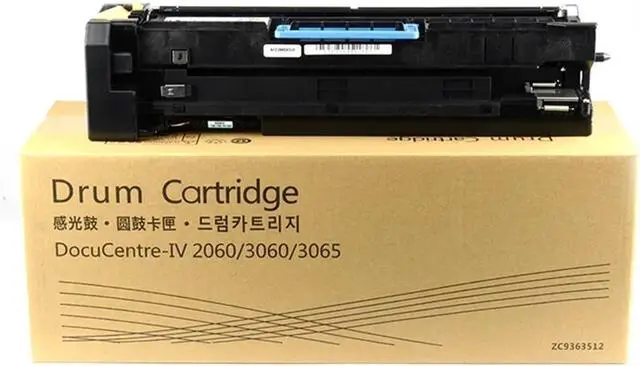 Drum Cartridge
感光鼓・圓鼓卡匣・드럼카트리지
DocuCentre-IV 2060/3060/3065
ZC9363512